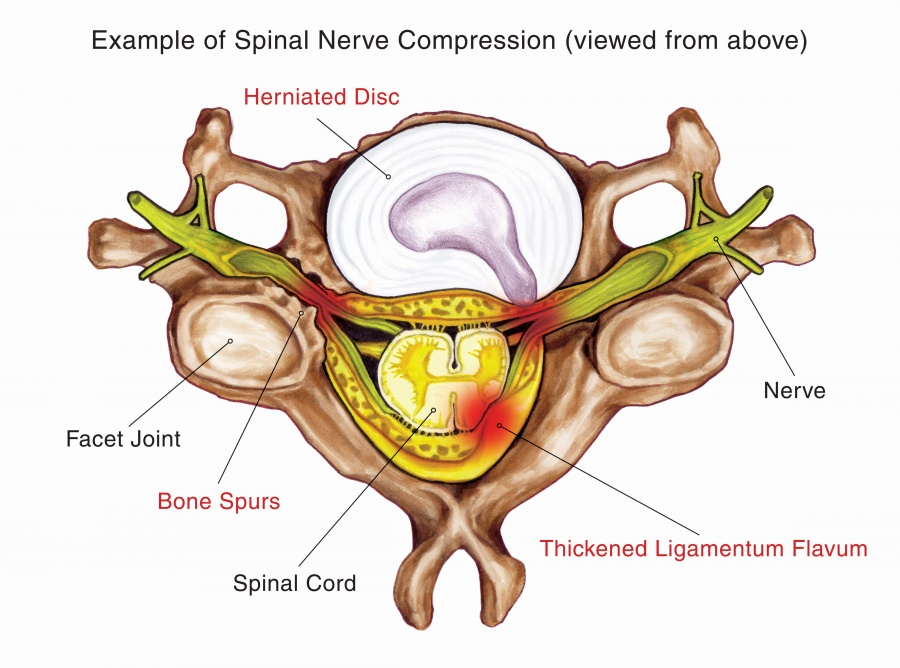 Example of Spinal Nerve Compression (viewed from above)
Herniated Disc
Nerve
Facet Joint
Bone Spurs
Thickened Ligamentum Flavum
Spinal Cord